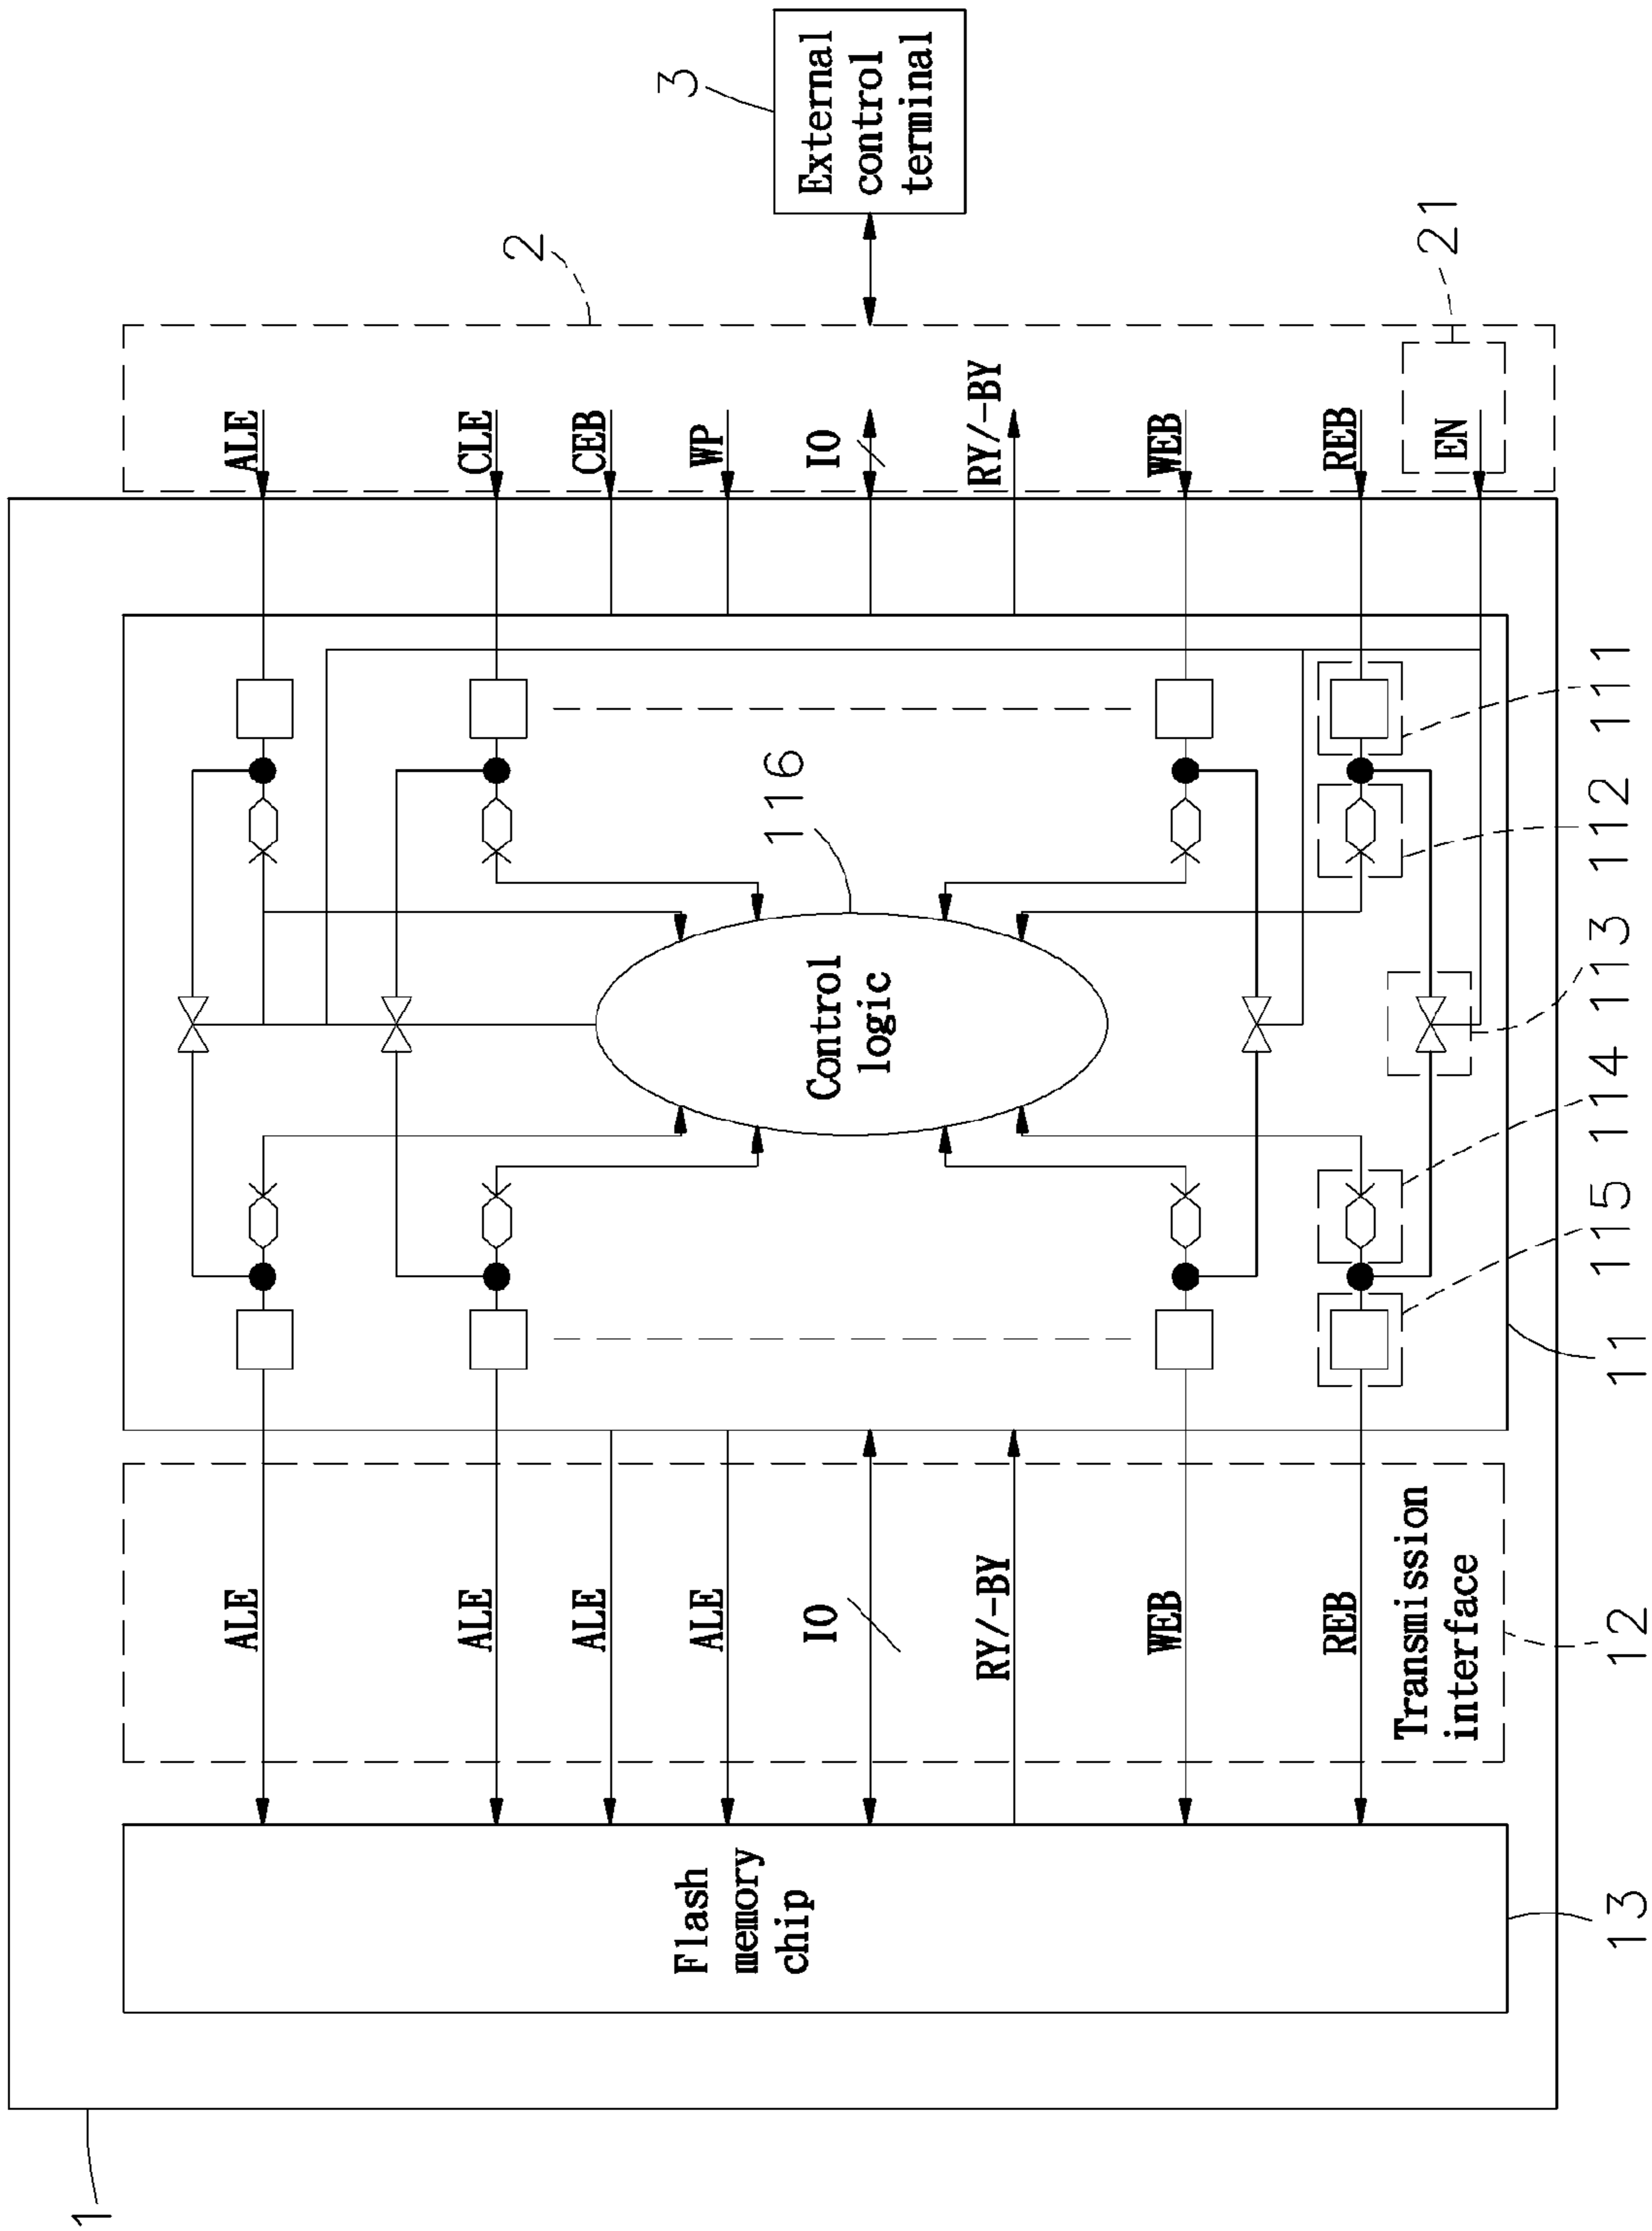 1
Flash
memory
chip
13
ALE
ALE
ALE
ALE
IO
RY/-BY
WEB
REB
Transmission
interface
12
11
115
114
113
112
111
Control
logic
116
2
ALE
CLE
CEB
WP
IO
RY/-BY
WEB
REB
EN
21
3
External
control
terminal